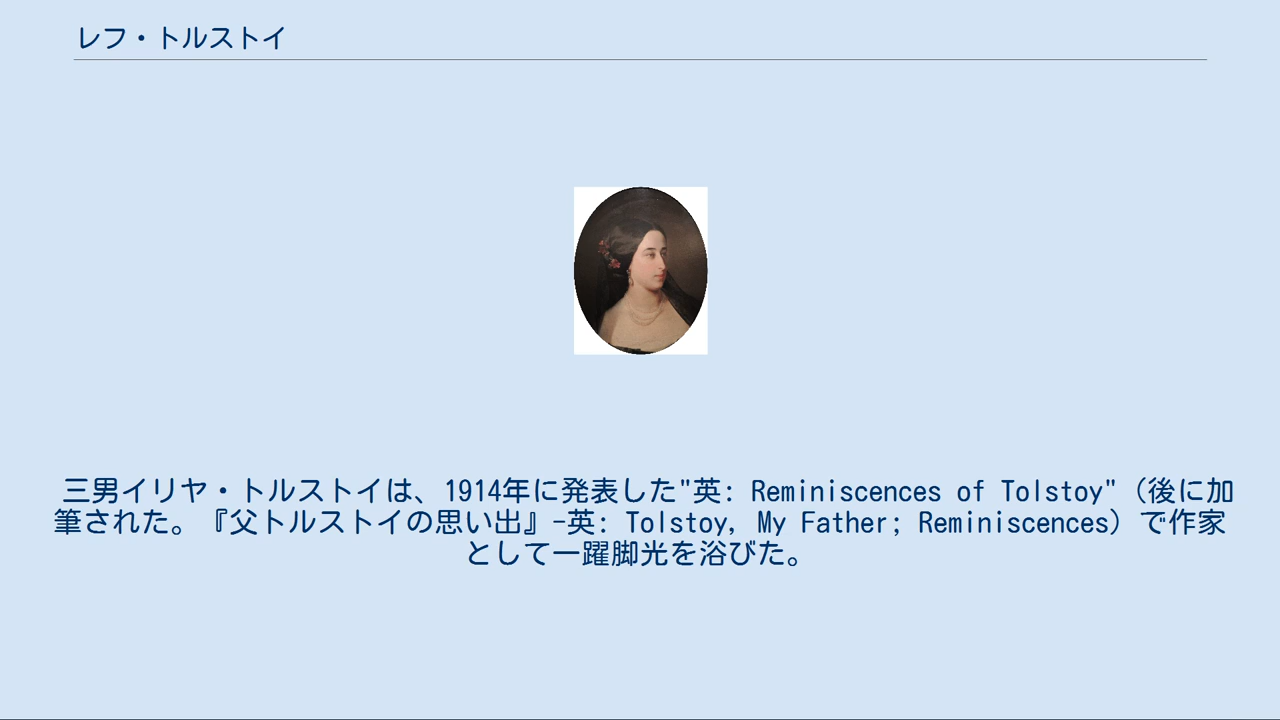 レフ・トルストイ
三男イリヤ・トルストイは、1914年に発表した"英: Reminiscences of Tolstoy"（後に加
筆された。『父トルストイの思い出』-英: Tolstoy, My Father; Reminiscences）で作家
として一躍脚光を浴びた。